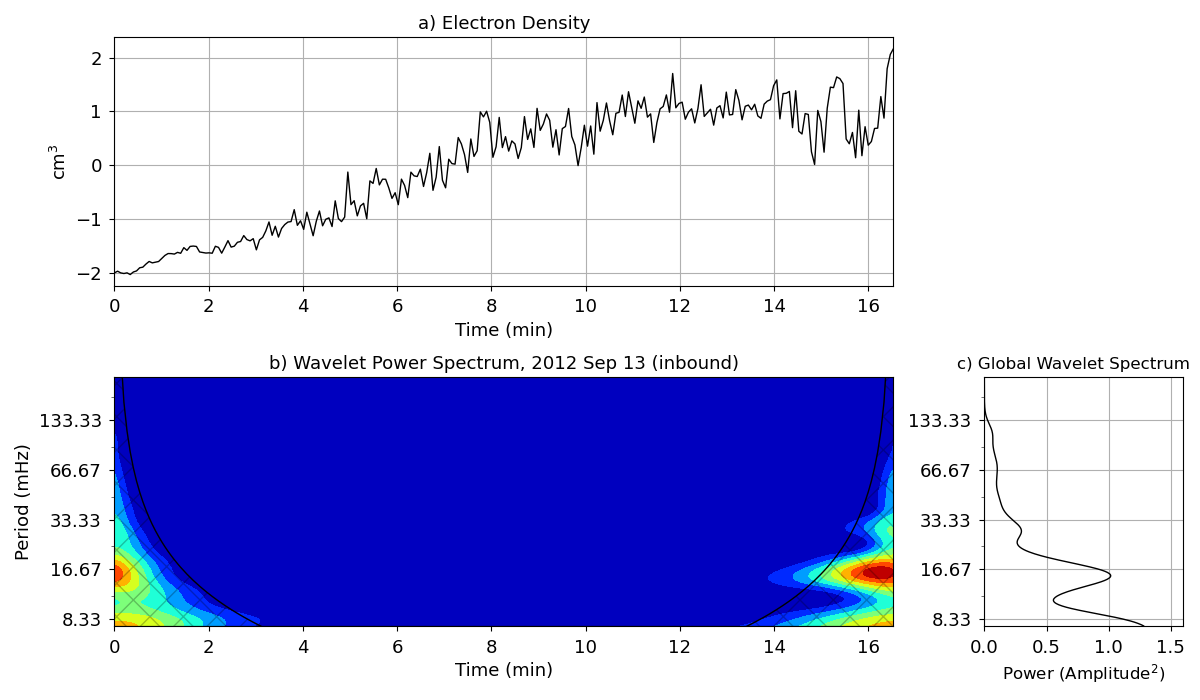 a) Electron Density
cm³
2
1
0
−1
−2
0 2 4 6 8 10 12 14 16
Time (min)
b) Wavelet Power Spectrum, 2012 Sep 13 (inbound)
Period (mHz)
133.33
66.67
33.33
16.67
8.33
0 2 4 6 8 10 12 14 16
Time (min)
c) Global Wavelet Spectrum
133.33
66.67
33.33
16.67
8.33
0.0 0.5 1.0 1.5
Power (Amplitude²)